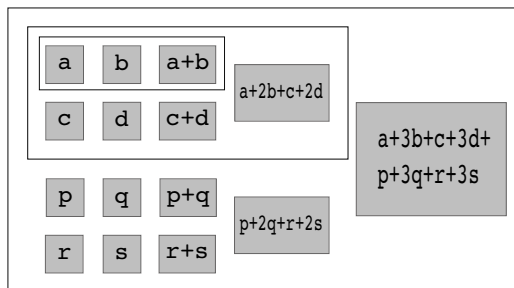 a b a+b
a+2b+c+2d
c d c+d
a+3b+c+3d+
p+3q+r+3s
p q p+q
p+2q+r+2s
r s r+s